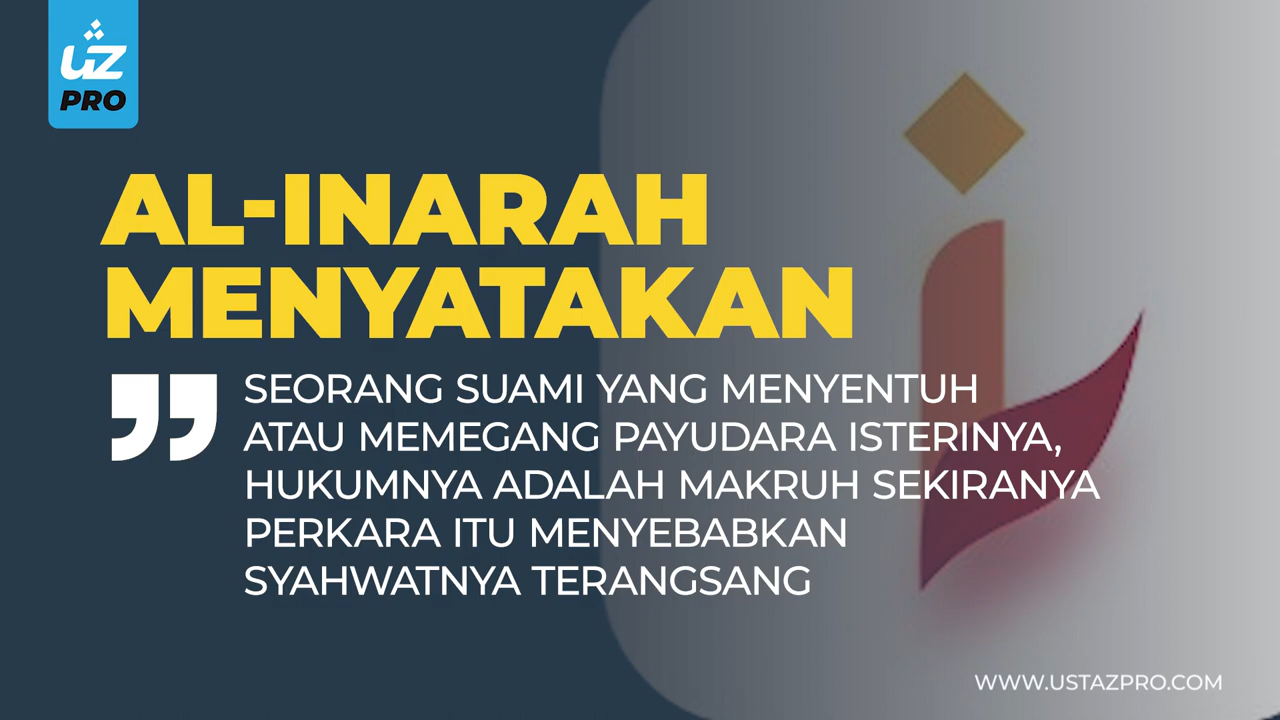 uz
PRO
AL-INARAH
MENYATAKAN
” SEORANG SUAMI YANG MENYENTUH
ATAU MEMEGANG PAYUDARA ISTERINYA,
HUKUMNYA ADALAH MAKRUH SEKIRANYA
PERKARA ITU MENYEBABKAN
SYAHWATNYA TERANGSANG
WWW.USTAZPRO.COM